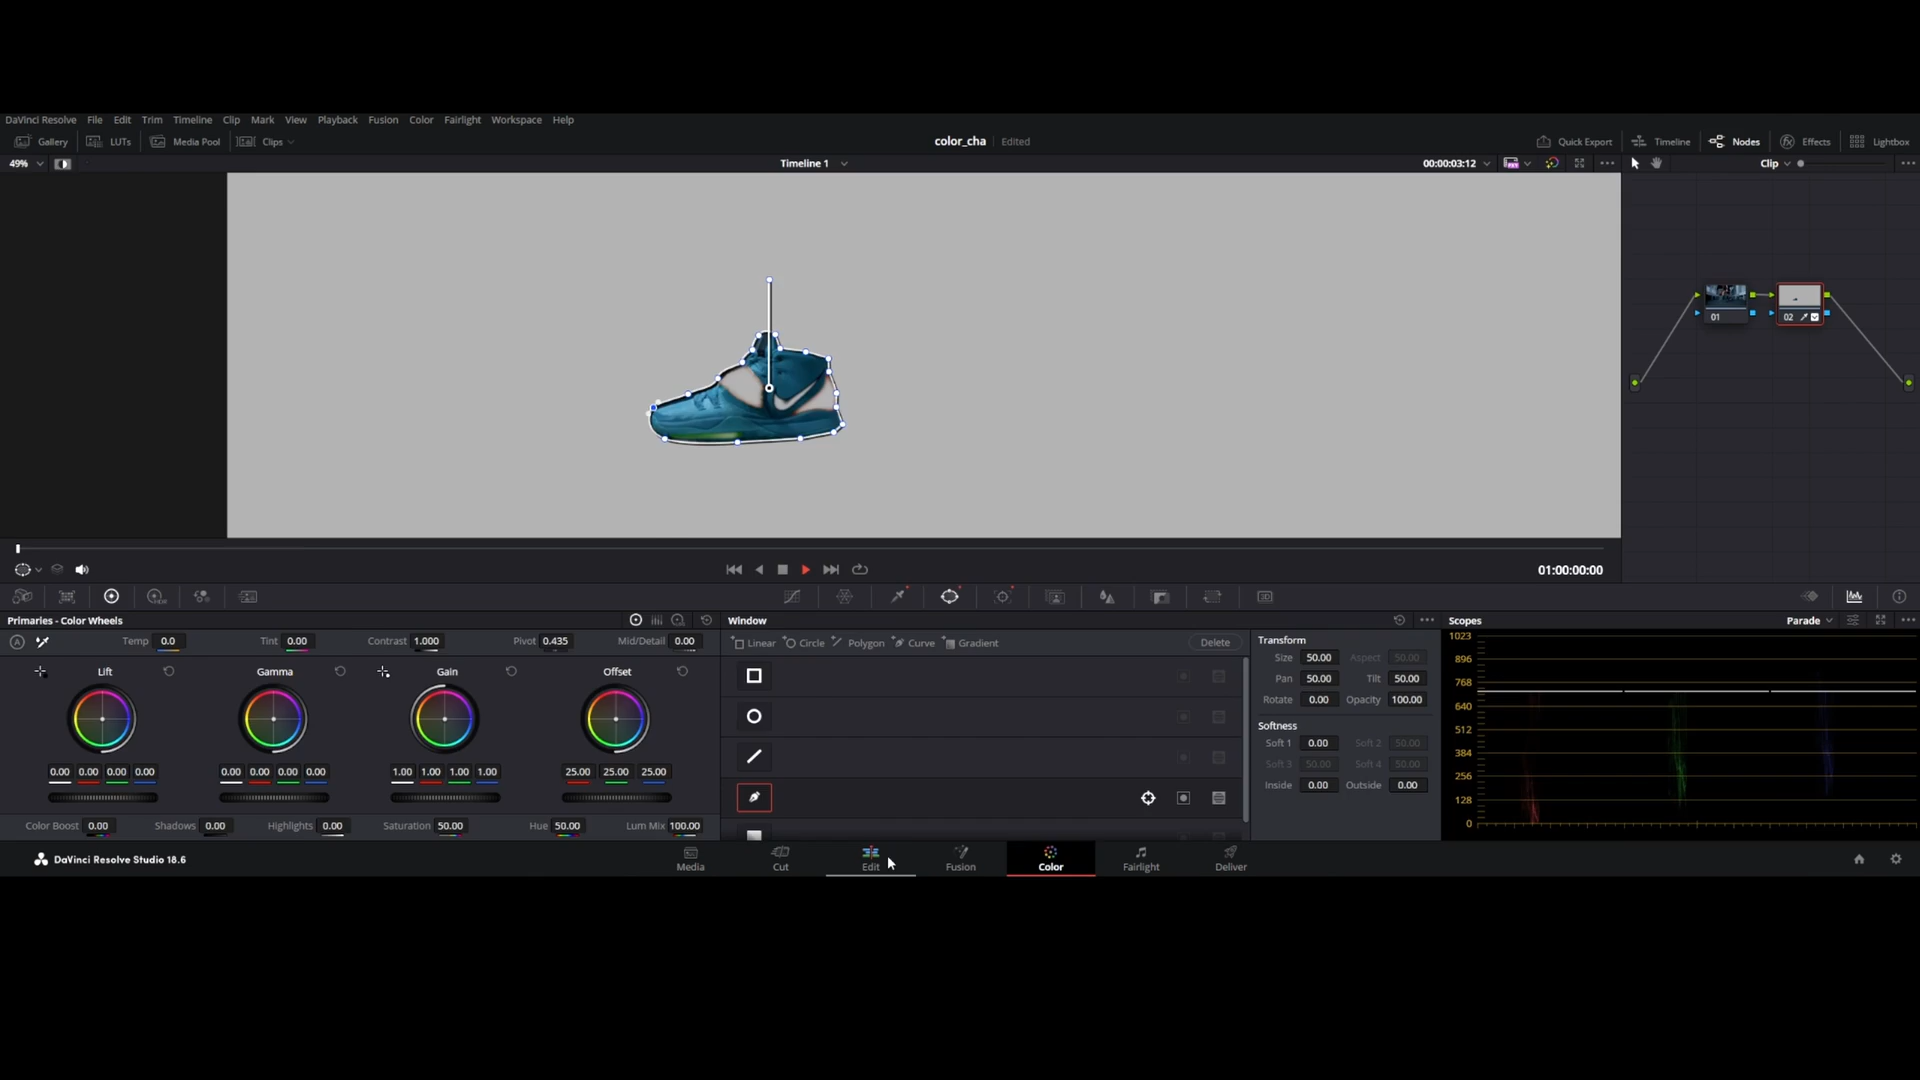 DaVinci Resolve File Edit Trim Timeline Clip Mark View Playback Fusion Color Fairlight Workspace Help
Gallery LUTs Media Pool Clips color_cha Edited Quick Export Timeline Nodes Effects Lightbox
49% Timeline 1 00:00:03:12 Clip
01 02
01:00:00:00
HDR 3D
Primaries - Color Wheels Window Scopes Parade
A Temp 0.0 Tint 0.00 Contrast 1.000 Pivot 0.435 Mid/Detail 0.00
Linear Circle Polygon Curve Gradient Delete
Lift Gamma Gain Offset
0.00 0.00 0.00 0.00 0.00 0.00 0.00 0.00 1.00 1.00 1.00 1.00 25.00 25.00 25.00
Color Boost 0.00 Shadows 0.00 Highlights 0.00 Saturation 50.00 Hue 50.00 Lum Mix 100.00
Transform
Size 50.00 Aspect 50.00
Pan 50.00 Tilt 50.00
Rotate 0.00 Opacity 100.00
Softness
Soft 1 0.00 Soft 2 50.00
Soft 3 50.00 Soft 4 50.00
Inside 0.00 Outside 0.00
1023
896
768
640
512
384
256
128
0
DaVinci Resolve Studio 18.6
Media Cut Edit Fusion Color Fairlight Deliver